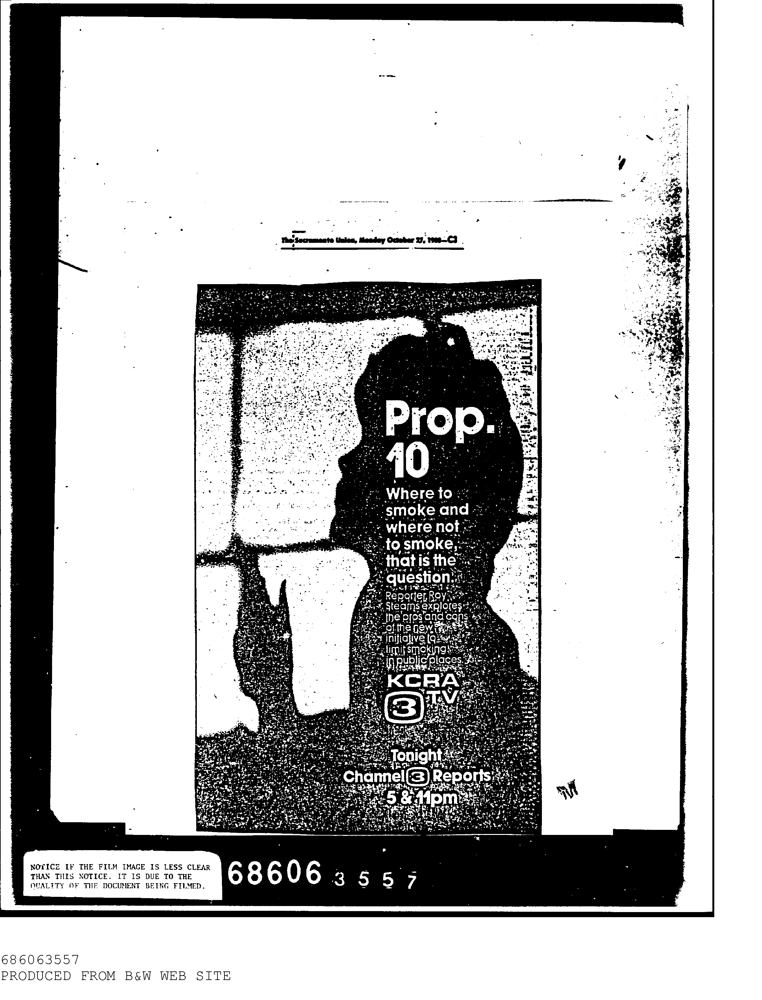 The Sacramento Union, Monday October 27, 1980—C3
Prop.
10
Where to
smoke and
where not
to smoke,
that is the
question.
Reporter Roy
Stearns explores
the pros and cons
of the new
initiative to
limit smoking
in public places.
KCRA
3 TV
Tonight
Channel 3 Reports
5 & 11pm
NOTICE IF THE FILM IMAGE IS LESS CLEAR
THAN THIS NOTICE. IT IS DUE TO THE
QUALITY OF THE DOCUMENT BEING FILMED.
68606 3557
686063557
PRODUCED FROM B&W WEB SITE